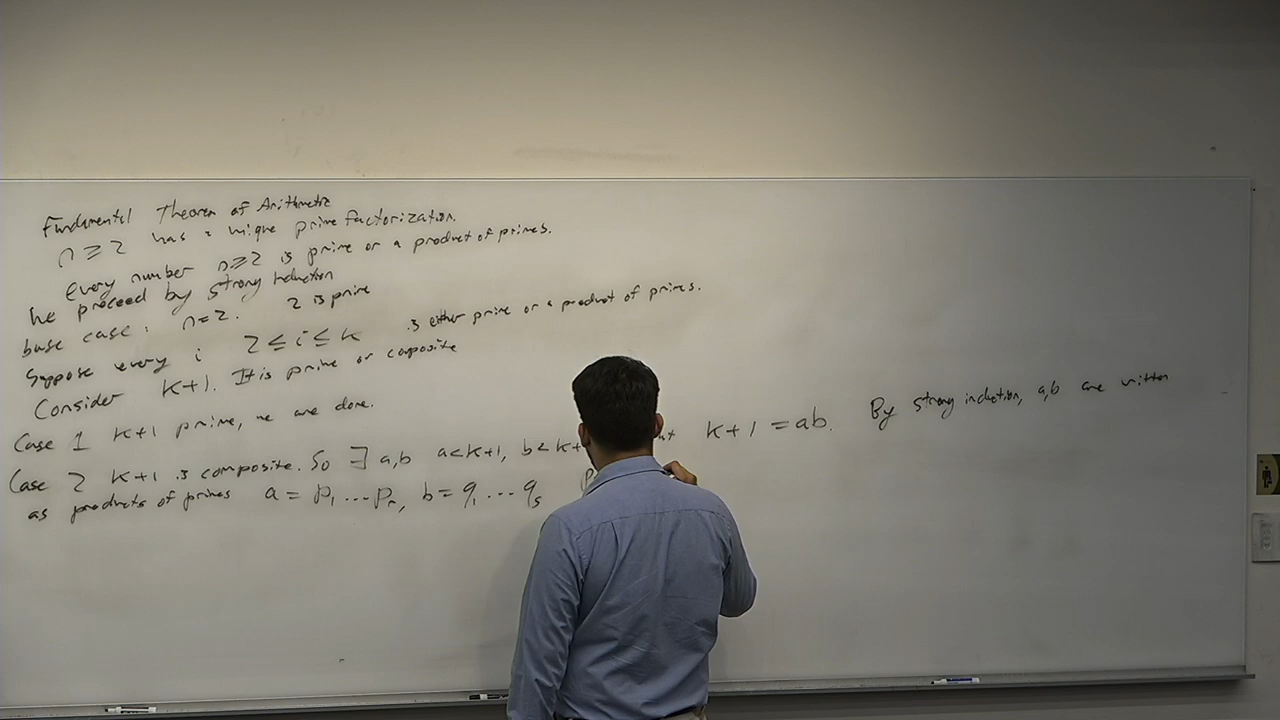 Fundamental Theorem of Arithmetic
n ≥ 2 has a unique prime factorization.
Every number n ≥ 2 is prime or a product of primes.
We proceed by strong induction
base case: n = 2. 2 is prime
Suppose every i 2 ≤ i ≤ k is either prime or a product of primes.
Consider k+1. It is prime or composite
Case 1 k+1 prime, we are done.
Case 2 k+1 is composite. So ∃ a,b a < k+1, b < k+ k+1 = ab. By strong induction, a,b are written
as products of primes a = p₁ ... pᵣ, b = q₁ ... qₛ